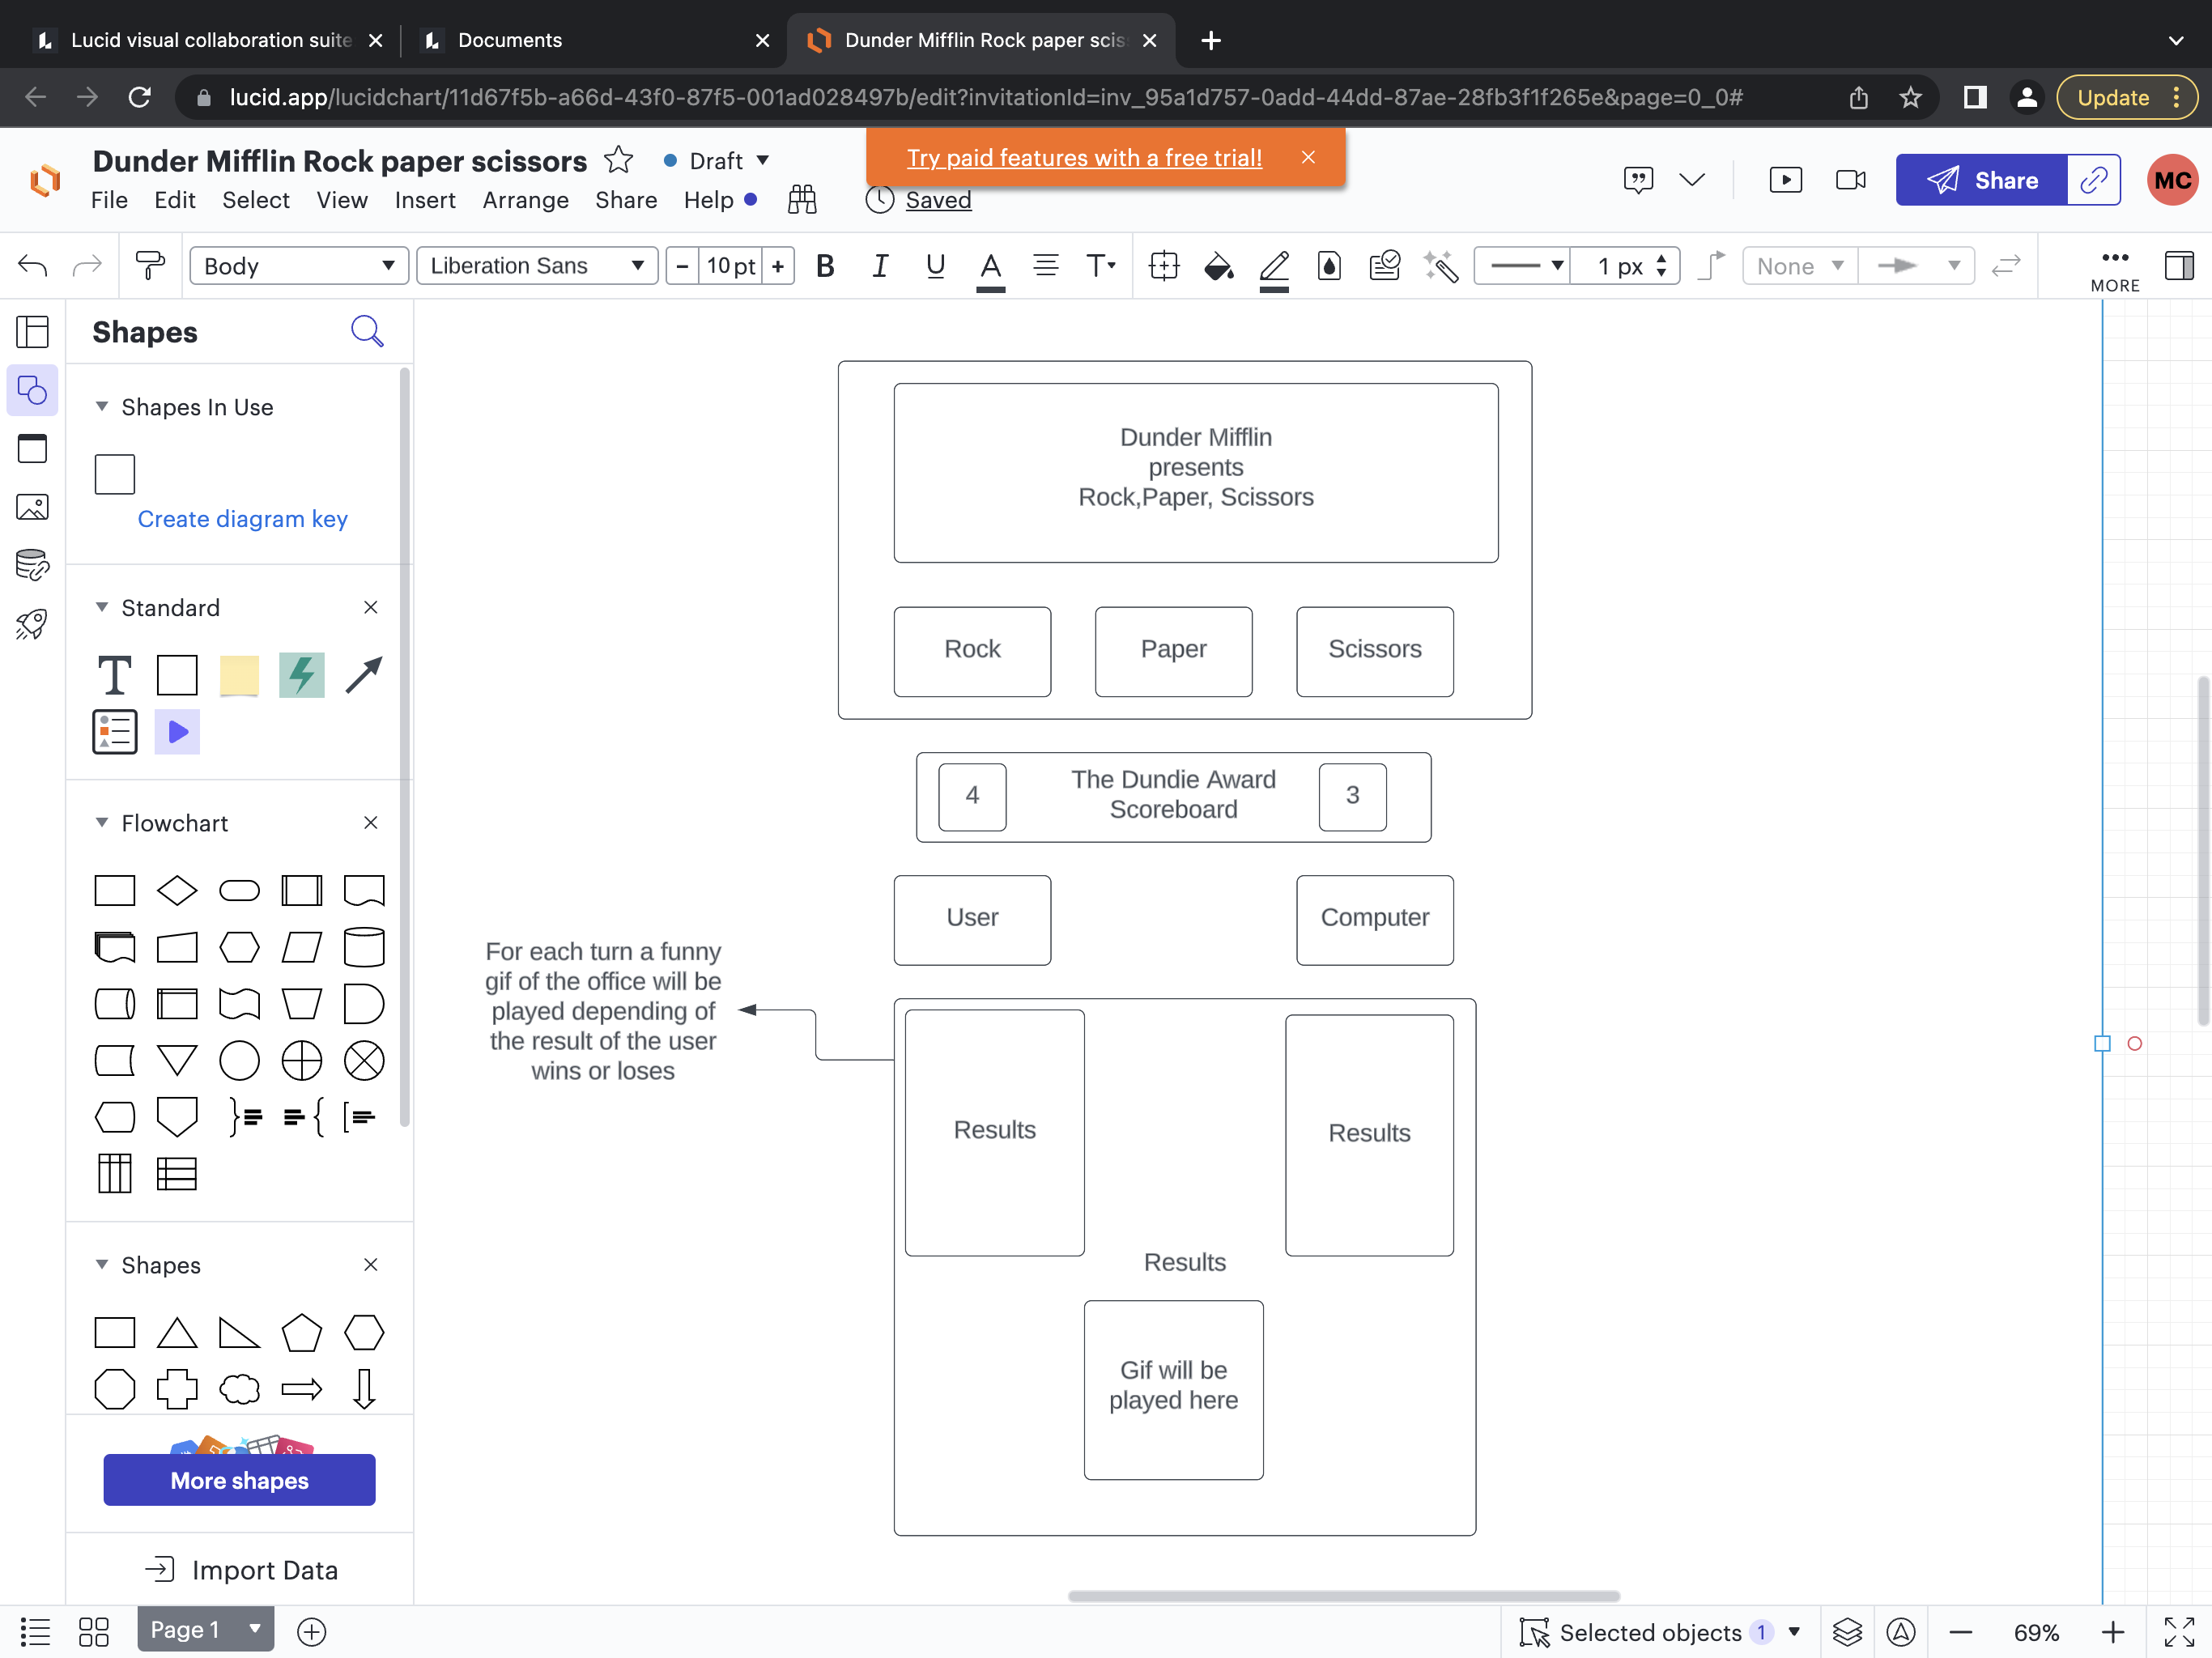 Lucid visual collaboration suite
Documents
Dunder Mifflin Rock paper scis
lucid.app/lucidchart/11d67f5b-a66d-43f0-87f5-001ad028497b/edit?invitationId=inv_95a1d757-0add-44dd-87ae-28fb3f1f265e&page=0_0#
Update
Dunder Mifflin Rock paper scissors
Draft
Try paid features with a free trial!
File Edit Select View Insert Arrange Share Help
Saved
Share
MC
Body
Liberation Sans
- 10 pt +
B I U A T
1 px
None
MORE
Shapes
Shapes In Use
Create diagram key
Standard
T
Flowchart
Shapes
More shapes
Import Data
Dunder Mifflin
presents
Rock,Paper, Scissors
Rock
Paper
Scissors
4
The Dundie Award
Scoreboard
3
User
Computer
For each turn a funny
gif of the office will be
played depending of
the result of the user
wins or loses
Results
Results
Results
Gif will be
played here
Page 1
Selected objects 1
69%